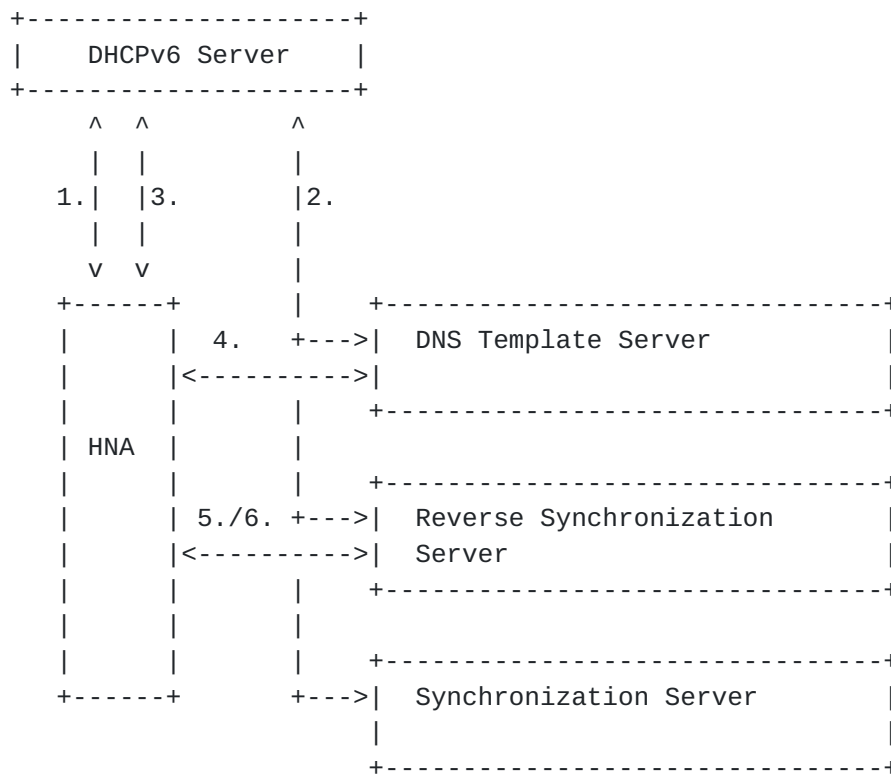 DHCPv6 Server
1. 3. 2.
4. DNS Template Server
HNA
5./6. Reverse Synchronization
Server
Synchronization Server